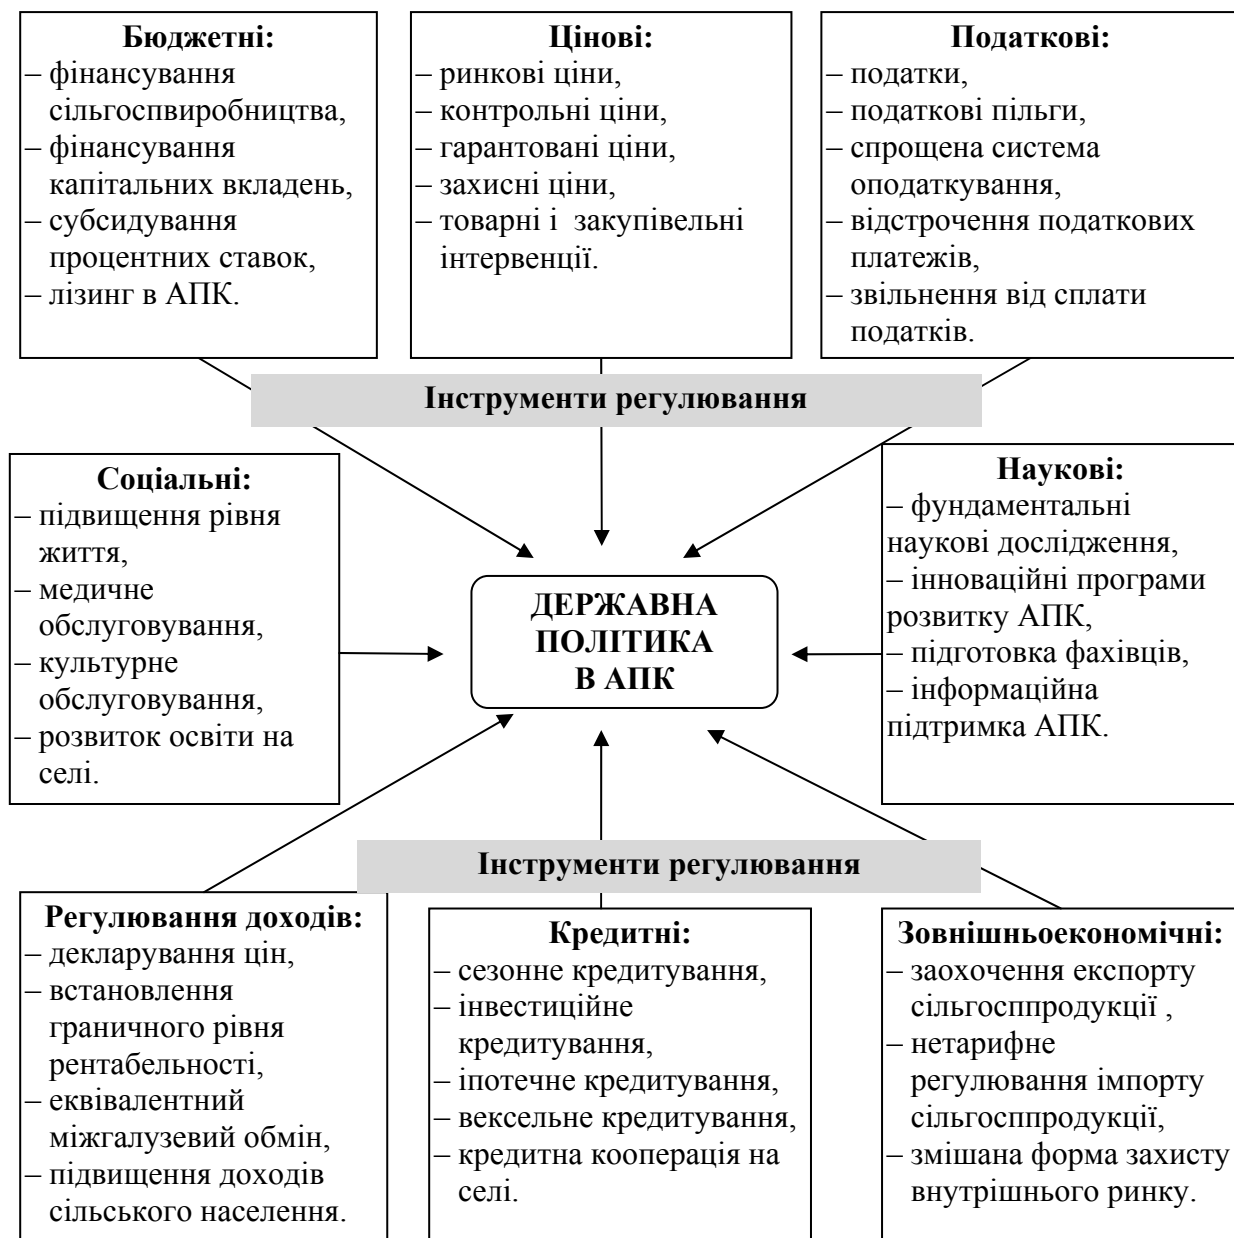 Бюджетні:
– фінансування
сільгоспвиробництва,
– фінансування
капітальних вкладень,
– субсидування
процентних ставок,
– лізинг в АПК.
Цінові:
– ринкові ціни,
– контрольні ціни,
– гарантовані ціни,
– захисні ціни,
– товарні і закупівельні
інтервенції.
Податкові:
– податки,
– податкові пільги,
– спрощена система
оподаткування,
– відстрочення податкових
платежів,
– звільнення від сплати
податків.
Інструменти регулювання
Соціальні:
– підвищення рівня
життя,
– медичне
обслуговування,
– культурне
обслуговування,
– розвиток освіти на
селі.
ДЕРЖАВНА
ПОЛІТИКА
В АПК
Наукові:
– фундаментальні
наукові дослідження,
– інноваційні програми
розвитку АПК,
– підготовка фахівців,
– інформаційна
підтримка АПК.
Інструменти регулювання
Регулювання доходів:
– декларування цін,
– встановлення
граничного рівня
рентабельності,
– еквівалентний
міжгалузевий обмін,
– підвищення доходів
сільського населення.
Кредитні:
– сезонне кредитування,
– інвестиційне
кредитування,
– іпотечне кредитування,
– вексельне кредитування,
– кредитна кооперація на
селі.
Зовнішньоекономічні:
– заохочення експорту
сільгосппродукції ,
– нетарифне
регулювання імпорту
сільгосппродукції,
– змішана форма захисту
внутрішнього ринку.